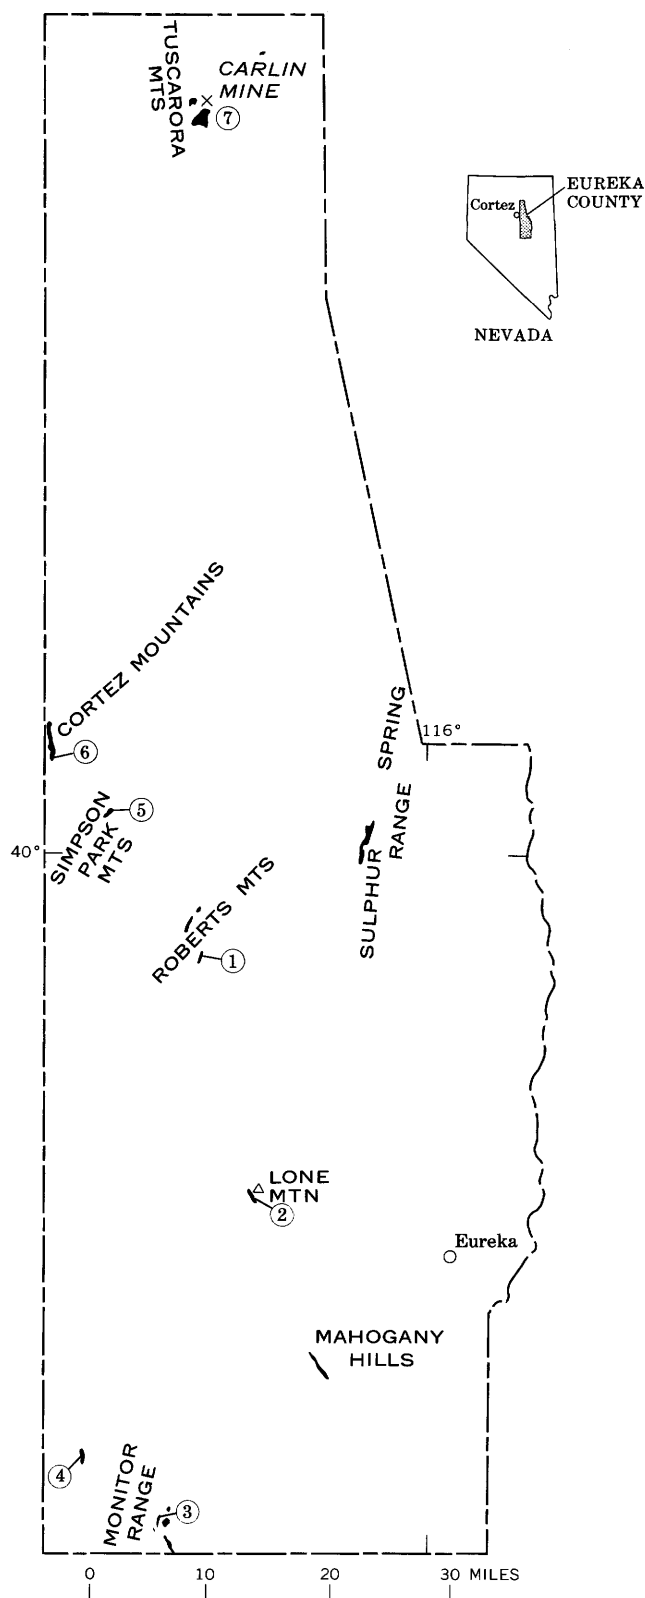 TUSCARORA
MTS
CARLIN
MINE
7
Cortez
EUREKA
COUNTY
NEVADA
CORTEZ MOUNTAINS
6
SPRING
116°
5
SIMPSON
PARK
MTS
40°
SULPHUR
RANGE
ROBERTS MTS
1
LONE
MTN
2
Eureka
MAHOGANY
HILLS
4
MONITOR
RANGE
3
0 10 20 30 MILES